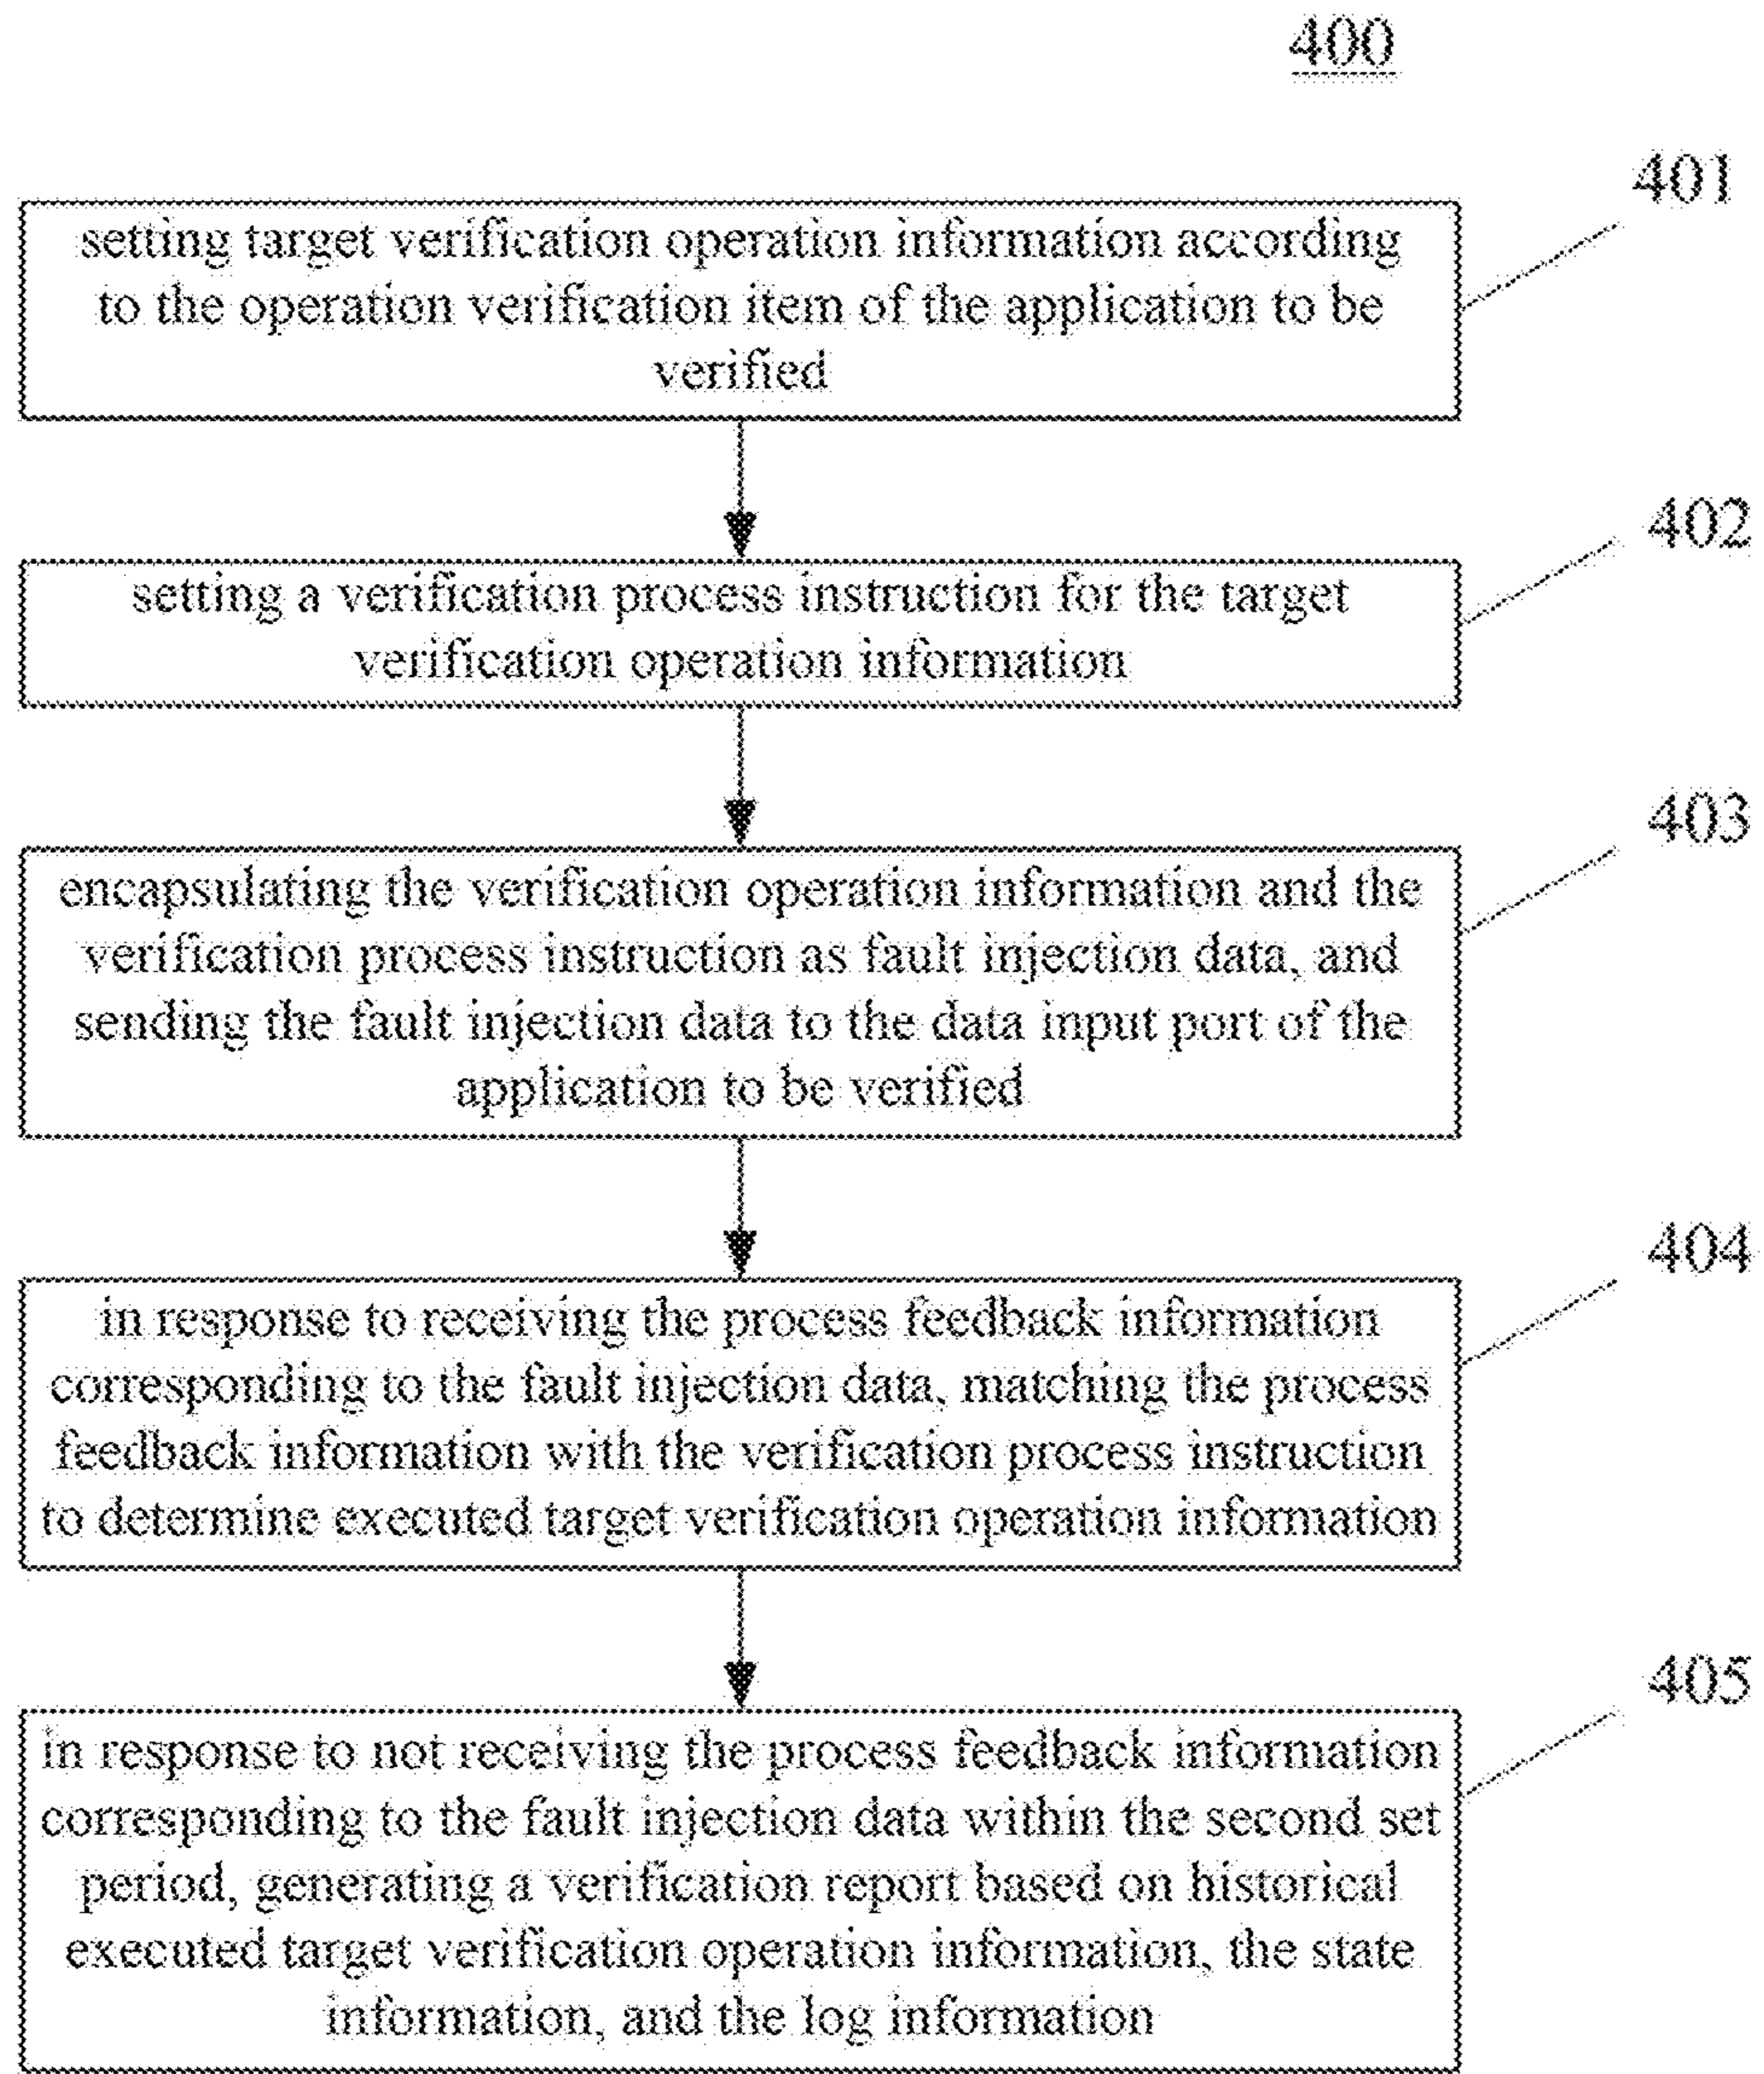 400
401
setting target verification operation information according
to the operation verification item of the application to be
verified
402
setting a verification process instruction for the target
verification operation information
403
encapsulating the verification operation information and the
verification process instruction as fault injection data, and
sending the fault injection data to the data input port of the
application to be verified
404
in response to receiving the process feedback information
corresponding to the fault injection data, matching the process
feedback information with the verification process instruction
to determine executed target verification operation information
405
in response to not receiving the process feedback information
corresponding to the fault injection data within the second set
period, generating a verification report based on historical
executed target verification operation information, the state
information, and the log information